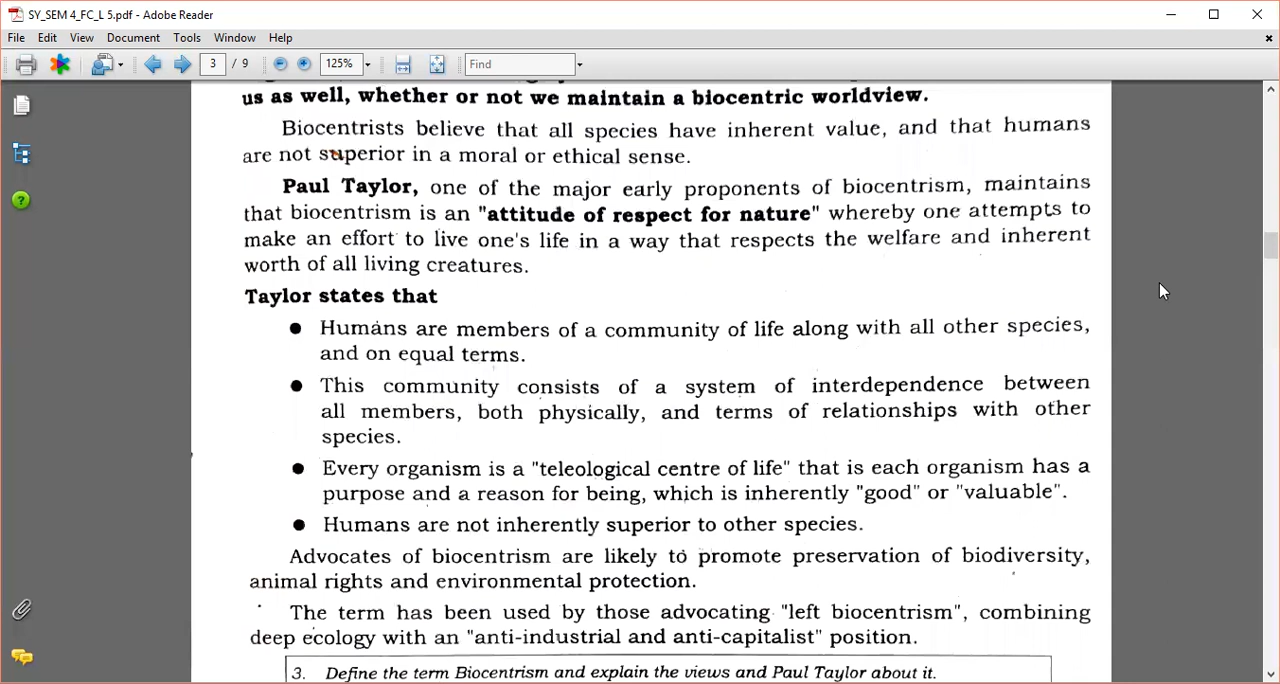 SY_SEM 4_FC_L 5.pdf - Adobe Reader
File Edit View Document Tools Window Help
3 / 9 125% Find
us as well, whether or not we maintain a biocentric worldview.
Biocentrists believe that all species have inherent value, and that humans
are not superior in a moral or ethical sense.
Paul Taylor, one of the major early proponents of biocentrism, maintains
that biocentrism is an "attitude of respect for nature" whereby one attempts to
make an effort to live one's life in a way that respects the welfare and inherent
worth of all living creatures.
Taylor states that
● Humans are members of a community of life along with all other species,
and on equal terms.
● This community consists of a system of interdependence between
all members, both physically, and terms of relationships with other
species.
● Every organism is a "teleological centre of life" that is each organism has a
purpose and a reason for being, which is inherently "good" or "valuable".
● Humans are not inherently superior to other species.
Advocates of biocentrism are likely to promote preservation of biodiversity,
animal rights and environmental protection.
The term has been used by those advocating "left biocentrism", combining
deep ecology with an "anti-industrial and anti-capitalist" position.
3. Define the term Biocentrism and explain the views and Paul Taylor about it.